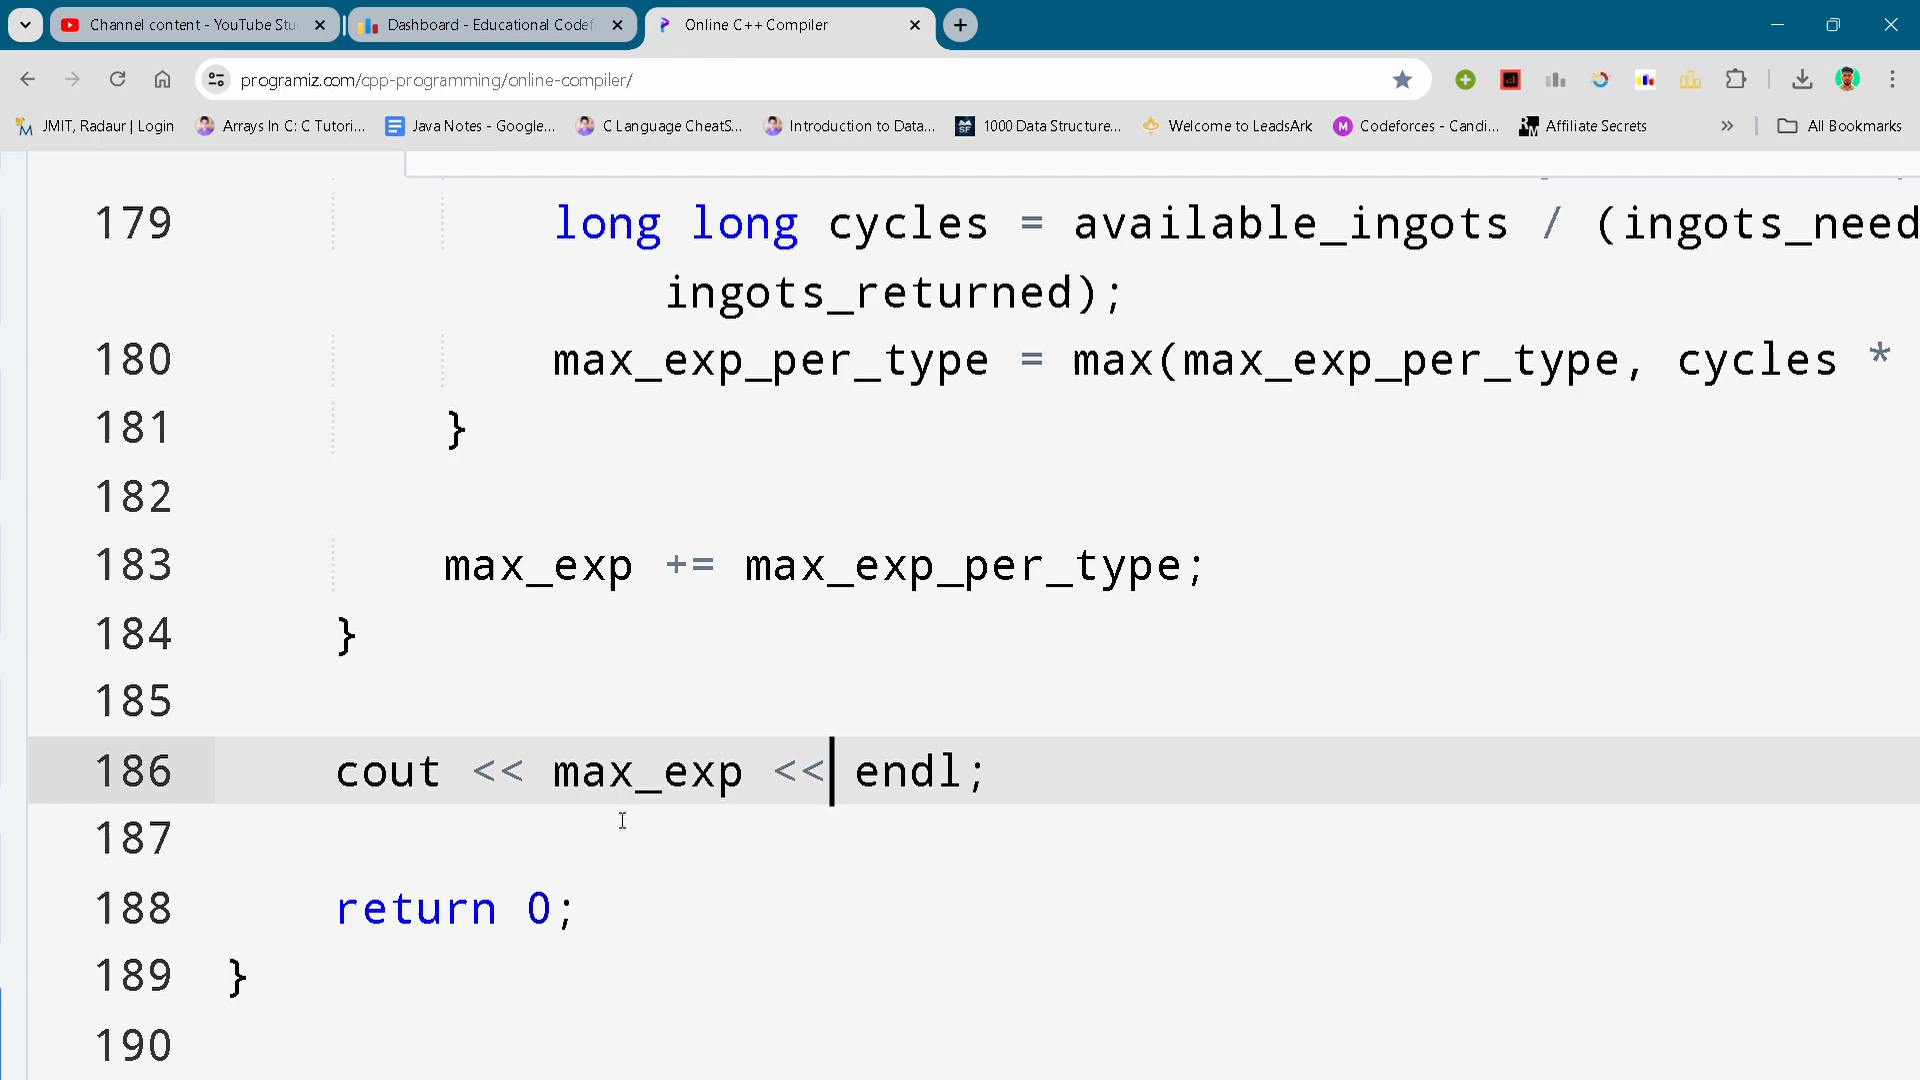 Channel content - YouTube Stu
Dashboard - Educational Codef
Online C++ Compiler
programiz.com/cpp-programming/online-compiler/
JMIT, Radaur | Login
Arrays In C: C Tutori...
Java Notes - Google...
C Language CheatS...
Introduction to Data...
1000 Data Structure...
Welcome to LeadsArk
Codeforces - Candi...
Affiliate Secrets
»
All Bookmarks
179 long long cycles = available_ingots / (ingots_need
ingots_returned);
180 max_exp_per_type = max(max_exp_per_type, cycles *
181 }
182
183 max_exp += max_exp_per_type;
184 }
185
186 cout << max_exp << endl;
187
188 return 0;
189 }
190